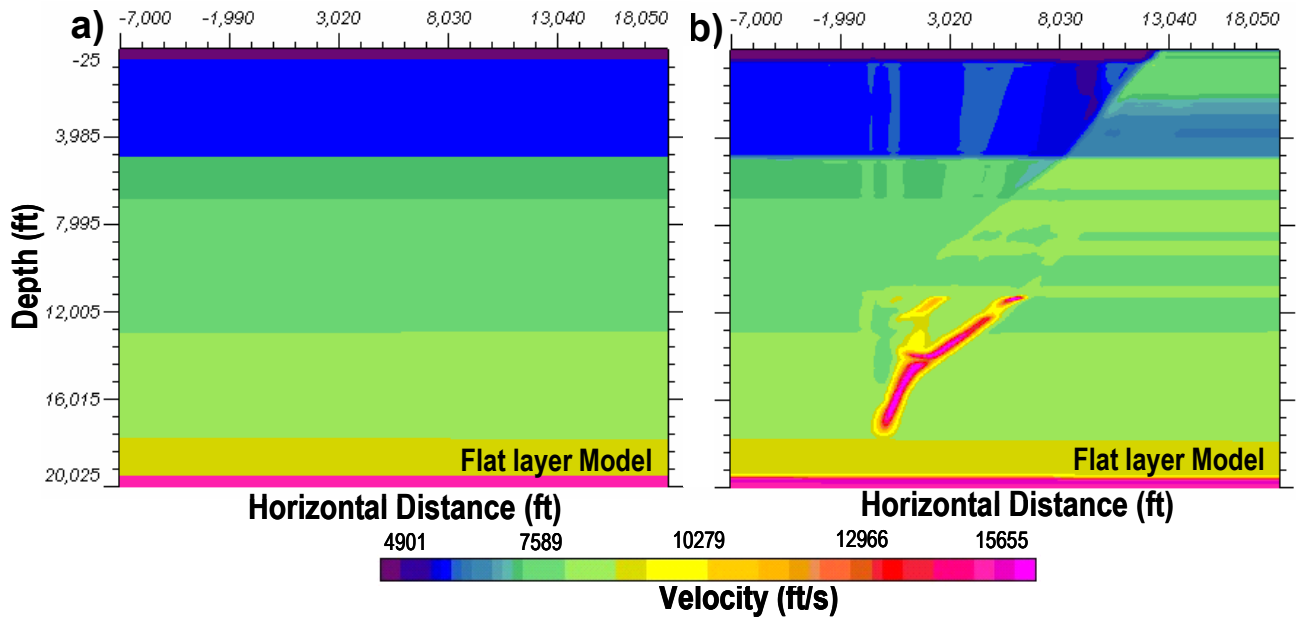 a)
-7,000 -1,990 3,020 8,030 13,040 18,050
b)
-7,000 -1,990 3,020 8,030 13,040 18,050
Depth (ft)
-25
3,985
7,995
12,005
16,015
20,025
Flat layer Model
Flat layer Model
Horizontal Distance (ft)
Horizontal Distance (ft)
4901 7589 10279 12966 15655
Velocity (ft/s)